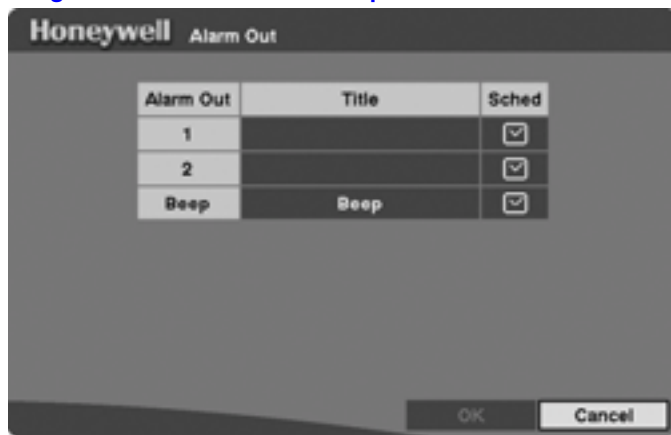 Honeywell Alarm Out
Alarm Out Title Sched
1
2
Beep Beep
OK Cancel